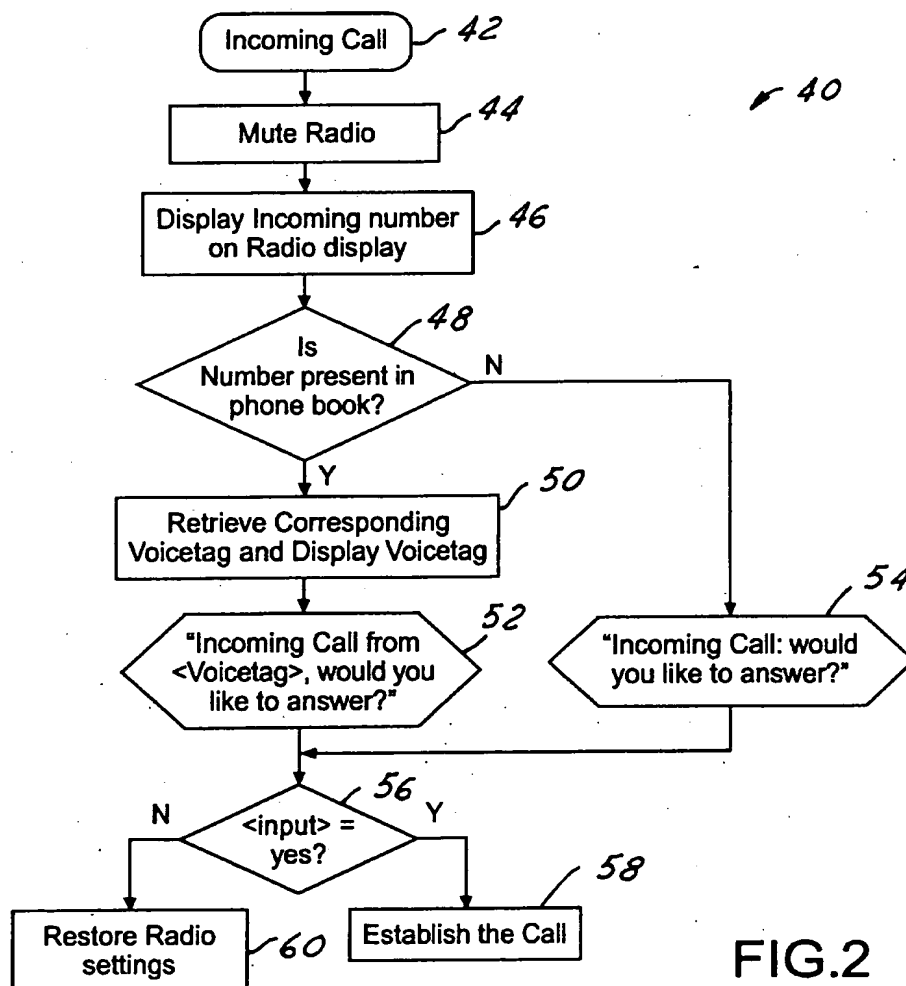 Incoming Call
42
40
Mute Radio
44
Display Incoming number
on Radio display
46
48
Is
Number present in
phone book?
N
Y
50
Retrieve Corresponding
Voicetag and Display Voicetag
52
"Incoming Call from
<Voicetag>, would you
like to answer?"
54
"Incoming Call: would
you like to answer?"
56
N
Y
<input> =
yes?
58
Restore Radio
settings
60
Establish the Call
FIG.2